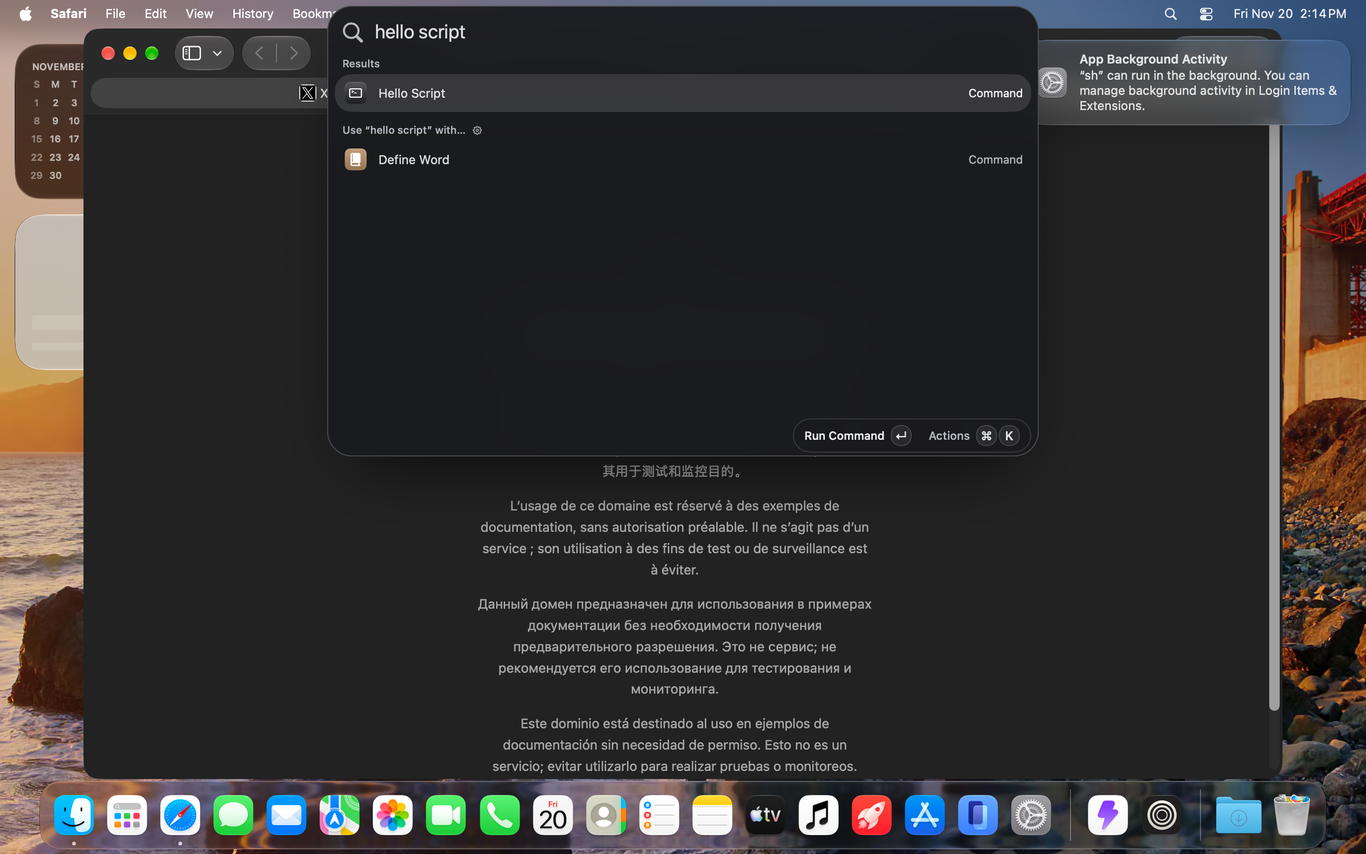 Safari File Edit View History Bookm
Fri Nov 20 2:14 PM
hello script
Results
Hello Script Command
Use “hello script” with...
Define Word Command
Run Command ↵ Actions ⌘ K
App Background Activity
“sh” can run in the background. You can
manage background activity in Login Items &
Extensions.
NOVEMBER
S M T
1 2 3
8 9 10
15 16 17
22 23 24
29 30
X
其用于测试和监控目的。
L’usage de ce domaine est réservé à des exemples de
documentation, sans autorisation préalable. Il ne s’agit pas d’un
service ; son utilisation à des fins de test ou de surveillance est
à éviter.
Данный домен предназначен для использования в примерах
документации без необходимости получения
предварительного разрешения. Это не сервис; не
рекомендуется его использование для тестирования и
мониторинга.
Este dominio está destinado al uso en ejemplos de
documentación sin necesidad de permiso. Esto no es un
servicio; evitar utilizarlo para realizar pruebas o monitoreos.
Fri
20
tv